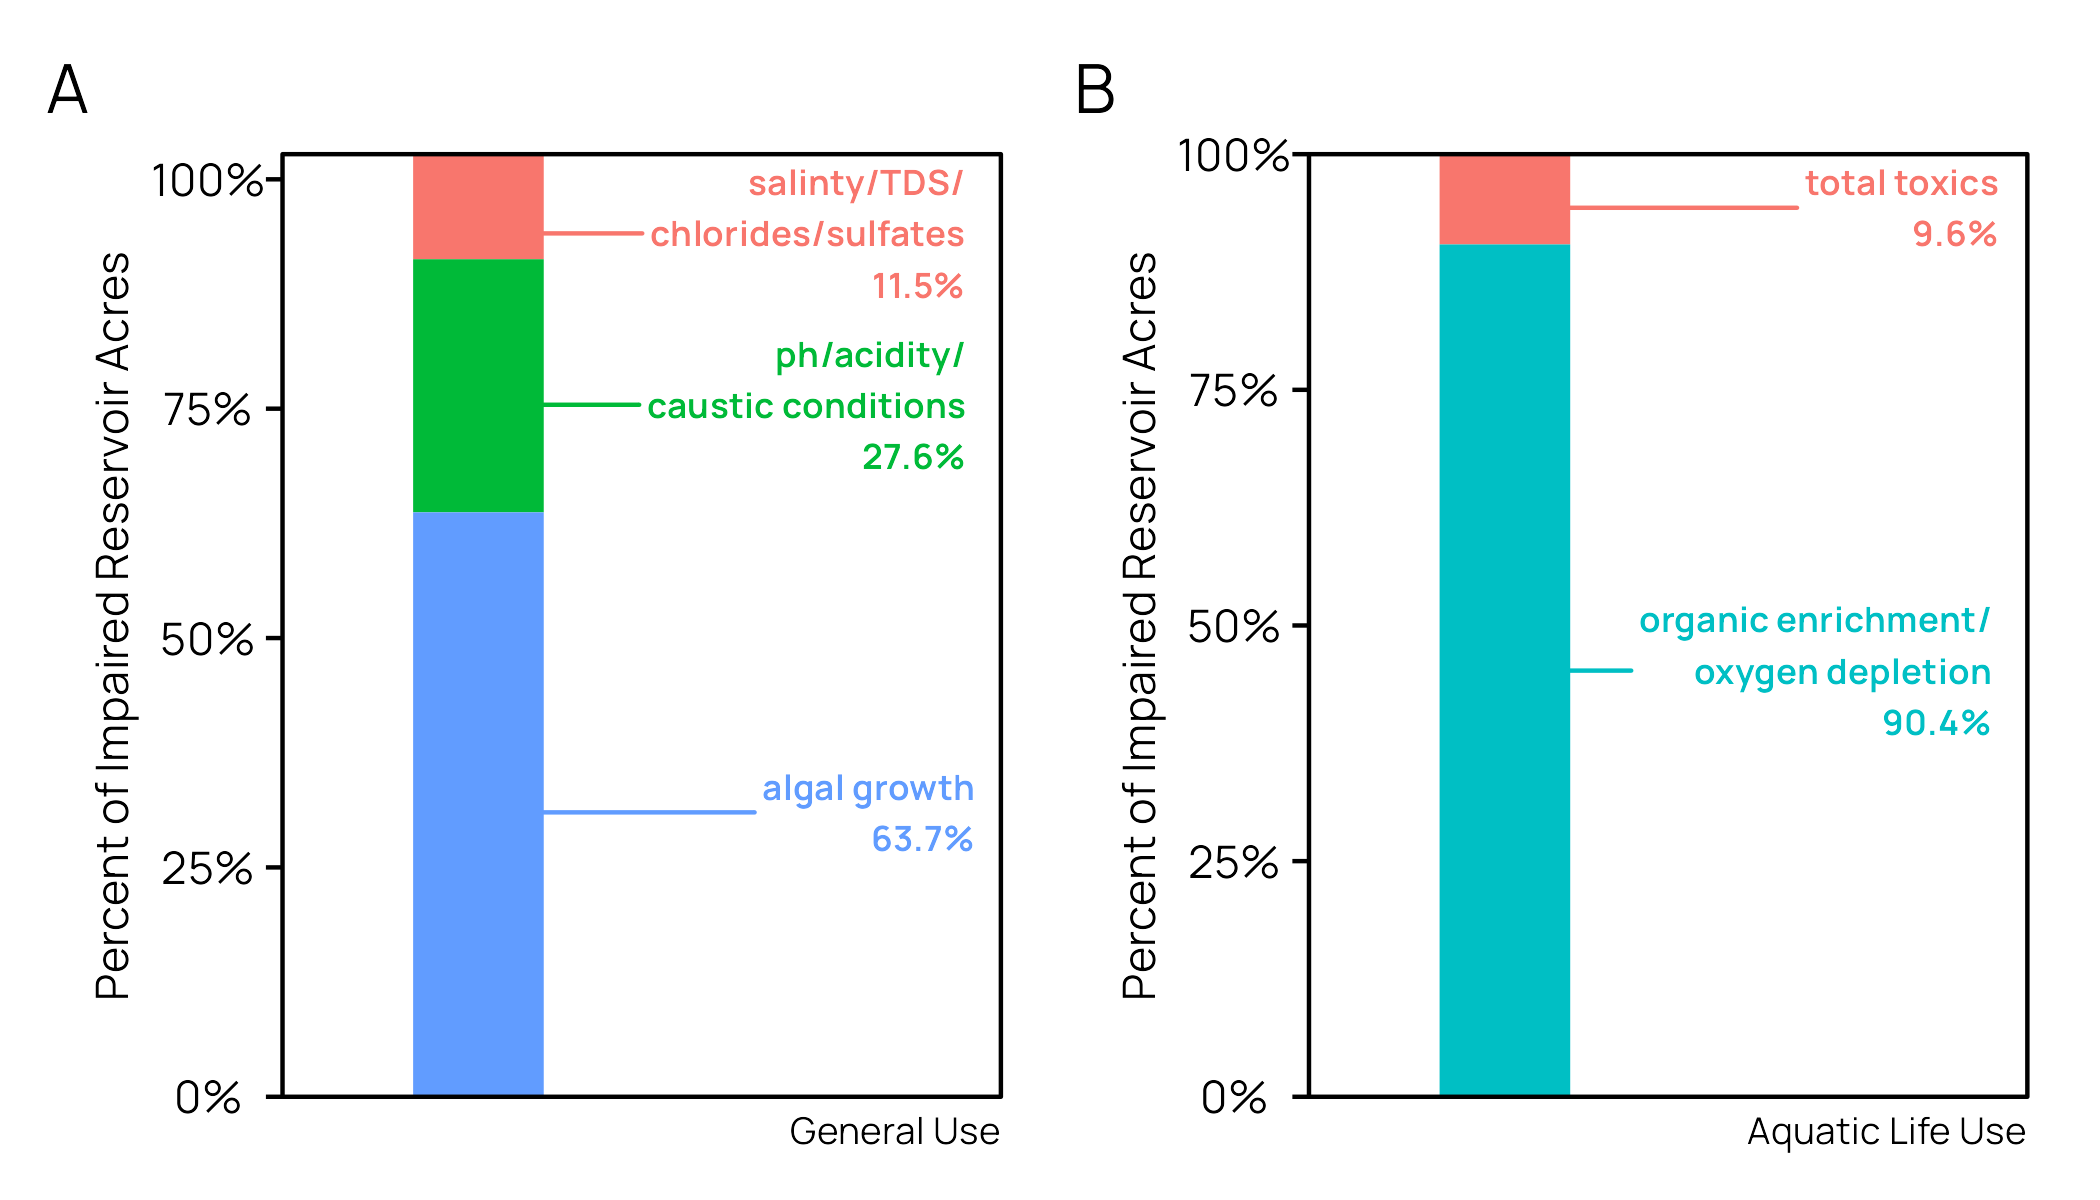 A
100%
75%
50%
25%
0%
Percent of Impaired Reservoir Acres
salinty/TDS/
chlorides/sulfates
11.5%
ph/acidity/
caustic conditions
27.6%
algal growth
63.7%
General Use
B
100%
75%
50%
25%
0%
Percent of Impaired Reservoir Acres
total toxics
9.6%
organic enrichment/
oxygen depletion
90.4%
Aquatic Life Use